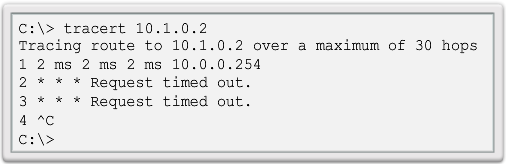 C:\> tracert 10.1.0.2
Tracing route to 10.1.0.2 over a maximum of 30 hops
1 2 ms 2 ms 2 ms 10.0.0.254
2 * * * Request timed out.
3 * * * Request timed out.
4 ^C
C:\>